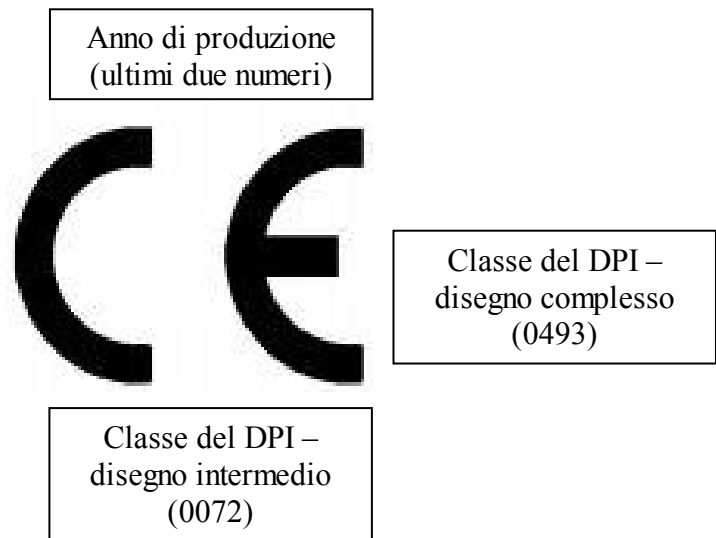 Anno di produzione
(ultimi due numeri)
CE
Classe del DPI –
disegno complesso
(0493)
Classe del DPI –
disegno intermedio
(0072)